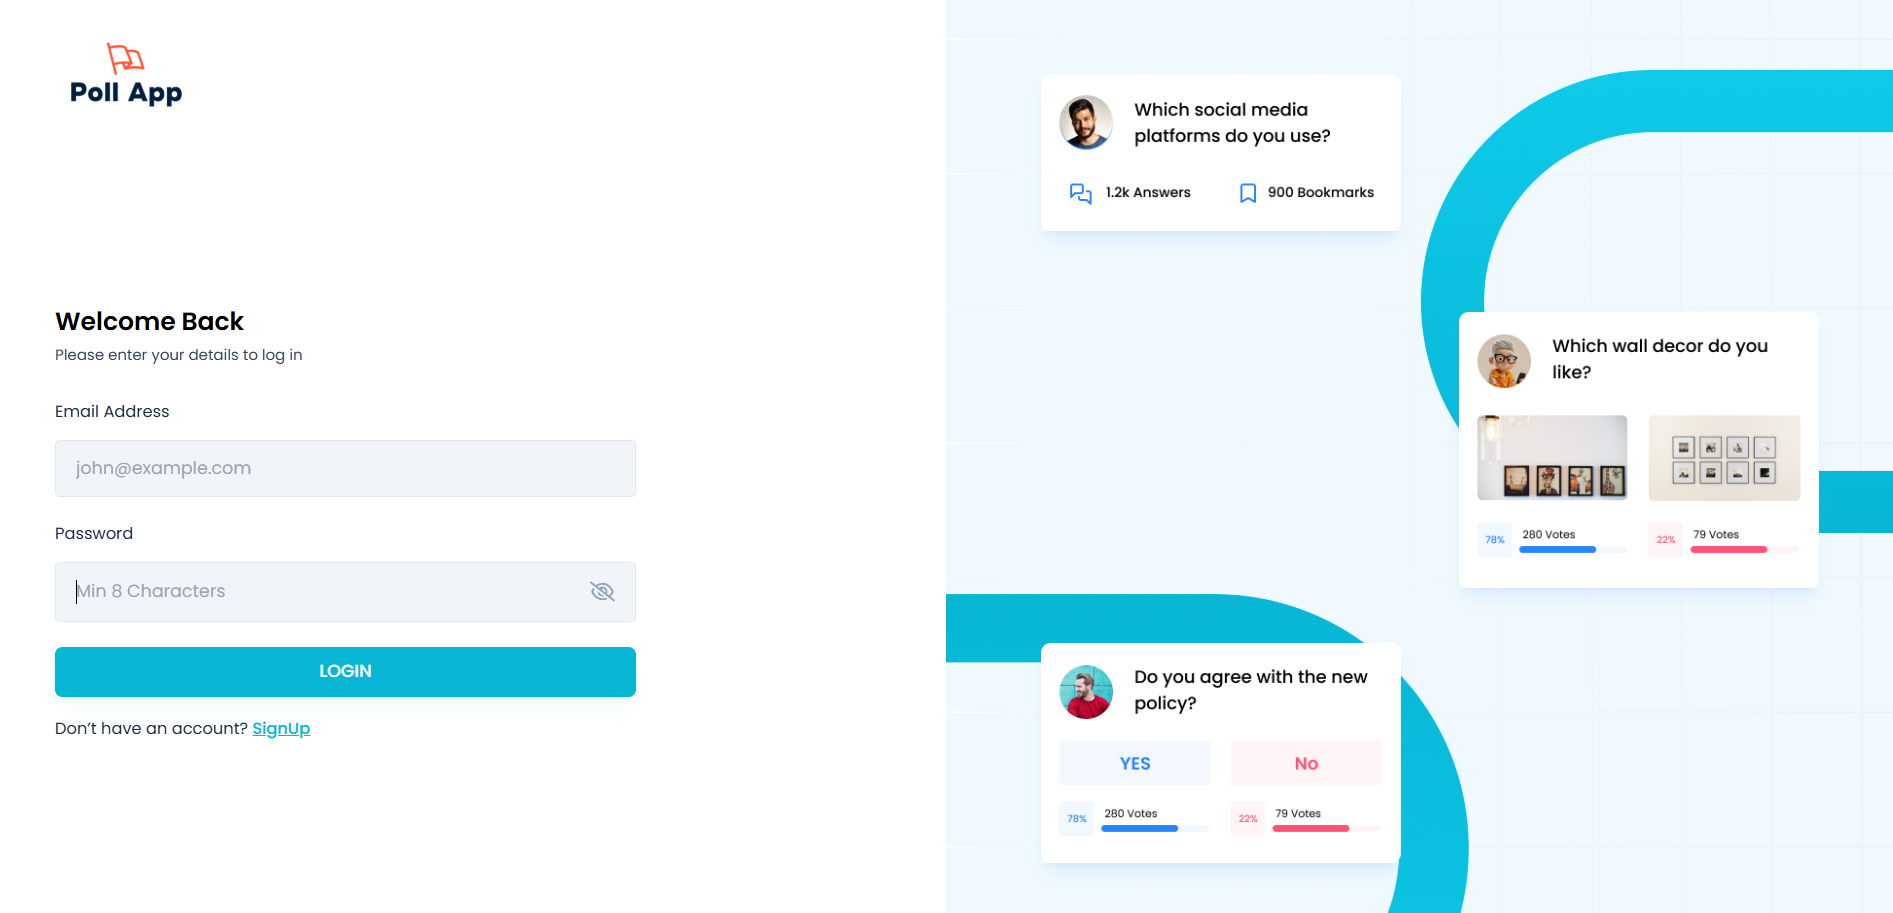 Poll App
Welcome Back
Please enter your details to log in
Email Address
john@example.com
Password
Min 8 Characters
LOGIN
Don't have an account? SignUp
Which social media
platforms do you use?
1.2k Answers
900 Bookmarks
Which wall decor do you
like?
78%
280 Votes
22%
79 Votes
Do you agree with the new
policy?
YES
No
78%
280 Votes
22%
79 Votes